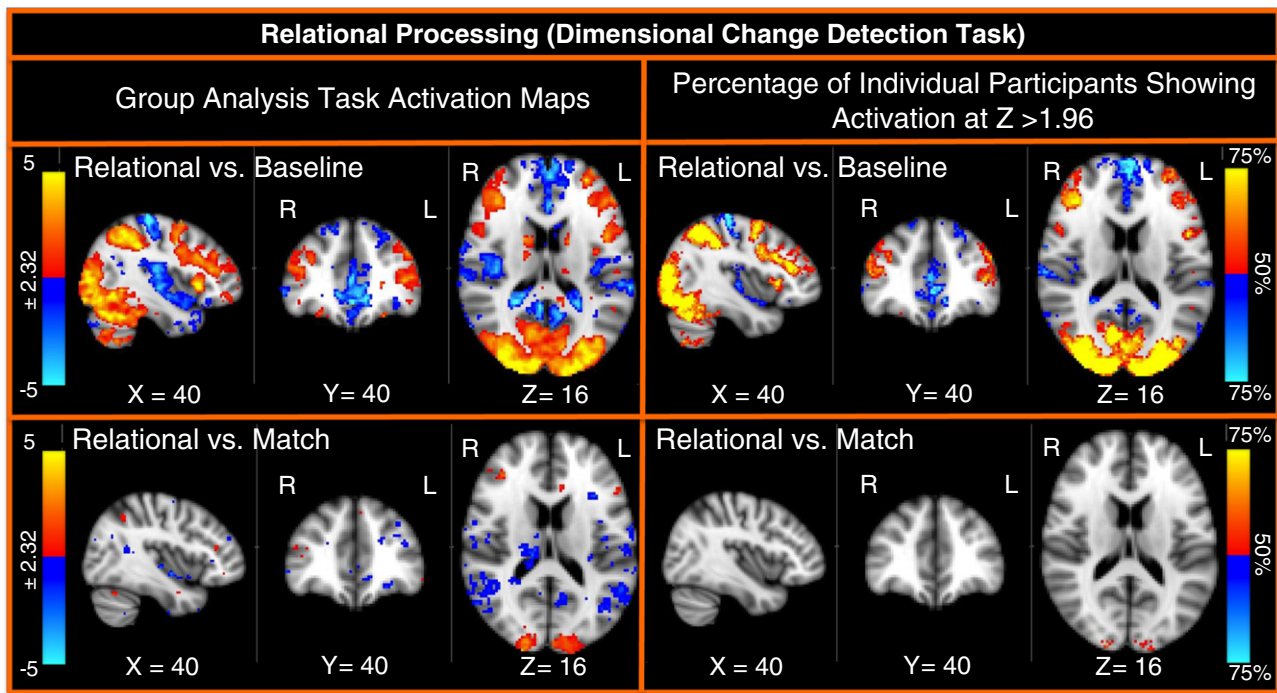 Relational Processing (Dimensional Change Detection Task)
Group Analysis Task Activation Maps
Percentage of Individual Participants Showing
Activation at Z >1.96
5
± 2.32
-5
Relational vs. Baseline
R
L
R
L
X = 40
Y= 40
Z= 16
Relational vs. Baseline
R
L
R
L
X = 40
Y= 40
Z= 16
75%
50%
75%
5
± 2.32
-5
Relational vs. Match
R
L
R
L
X = 40
Y= 40
Z= 16
Relational vs. Match
R
L
R
L
X = 40
Y= 40
Z= 16
75%
50%
75%